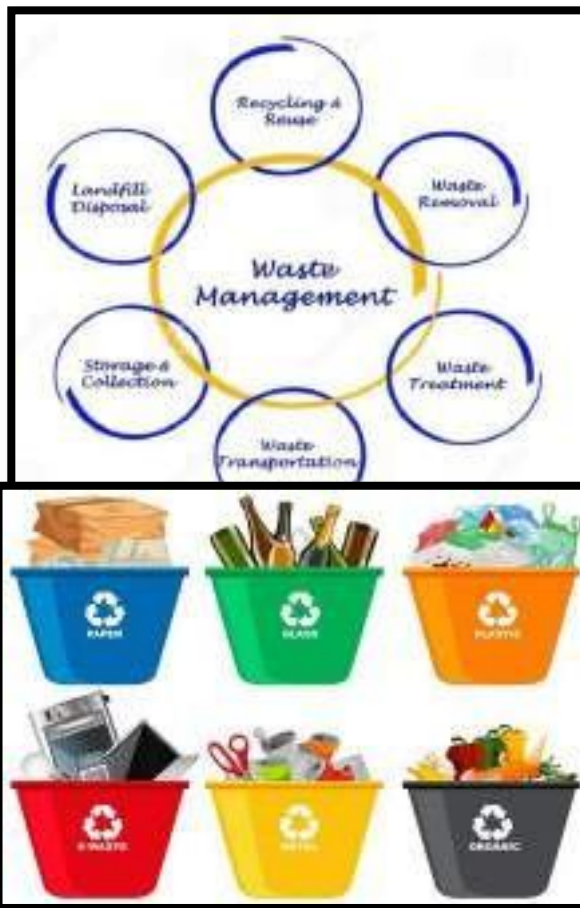 Recycling &
Reuse
Landfill
Disposal
Waste
Removal
Waste
Management
Storage &
Collection
Waste
Treatment
Waste
Transportation
PAPER
GLASS
PLASTIC
E-WASTE
METAL
ORGANIC